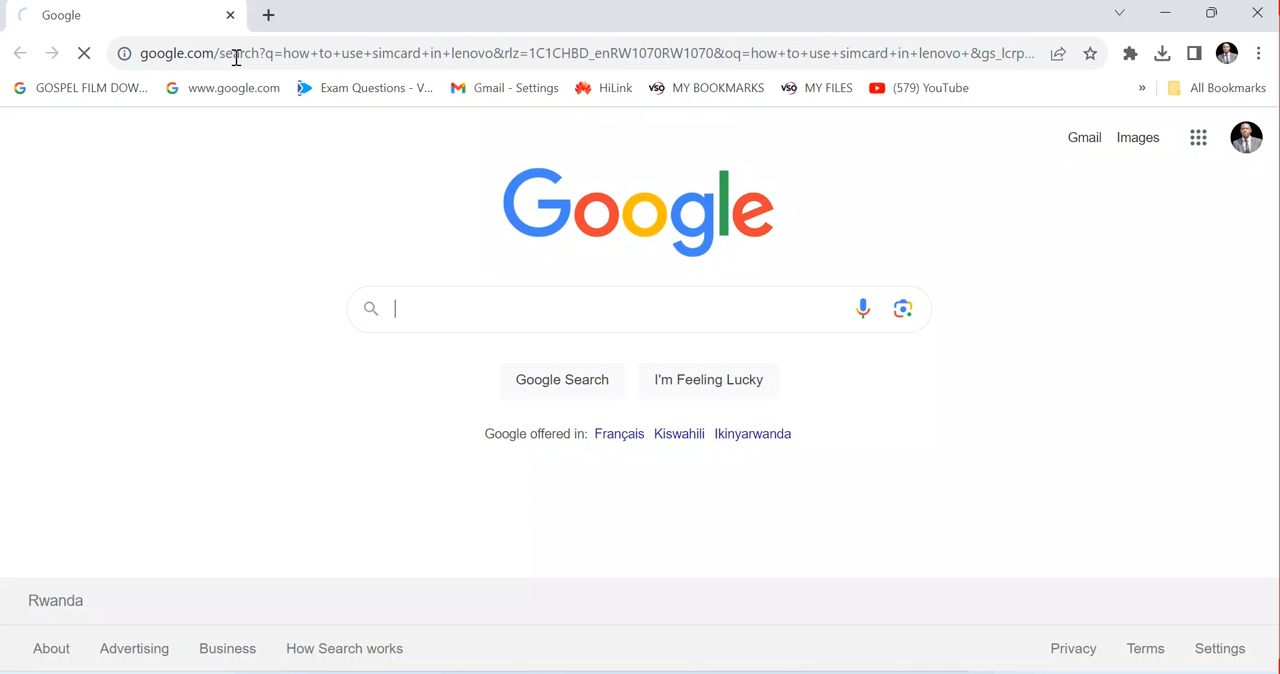 Google
google.com/search?q=how+to+use+simcard+in+lenovo&rlz=1C1CHBD_enRW1070RW1070&oq=how+to+use+simcard+in+lenovo+&gs_lcrp...
GOSPEL FILM DOW... www.google.com Exam Questions - V... Gmail - Settings HiLink VSO MY BOOKMARKS VSO MY FILES (579) YouTube » All Bookmarks
Gmail Images
Google
Google Search I'm Feeling Lucky
Google offered in: Français Kiswahili Ikinyarwanda
Rwanda
About Advertising Business How Search works Privacy Terms Settings